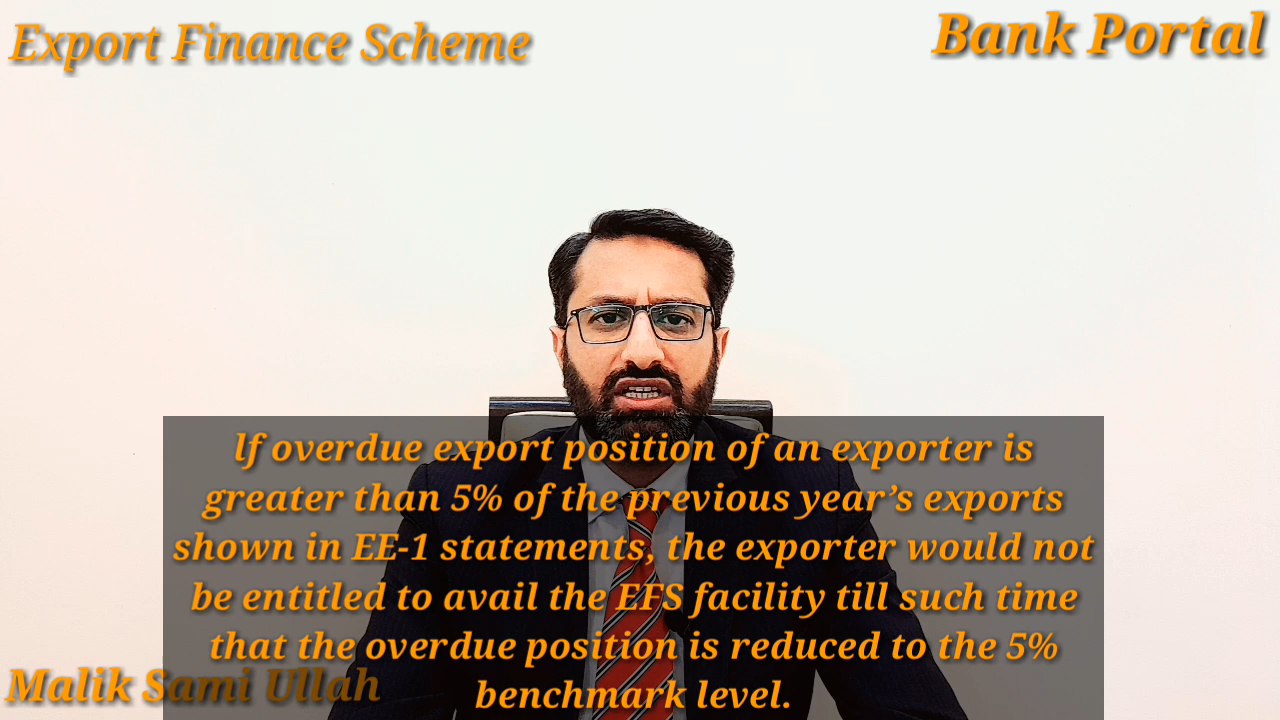 Export Finance Scheme
Bank Portal
If overdue export position of an exporter is
greater than 5% of the previous year’s exports
shown in EE-1 statements, the exporter would not
be entitled to avail the EFS facility till such time
that the overdue position is reduced to the 5%
benchmark level.
Malik Sami Ullah